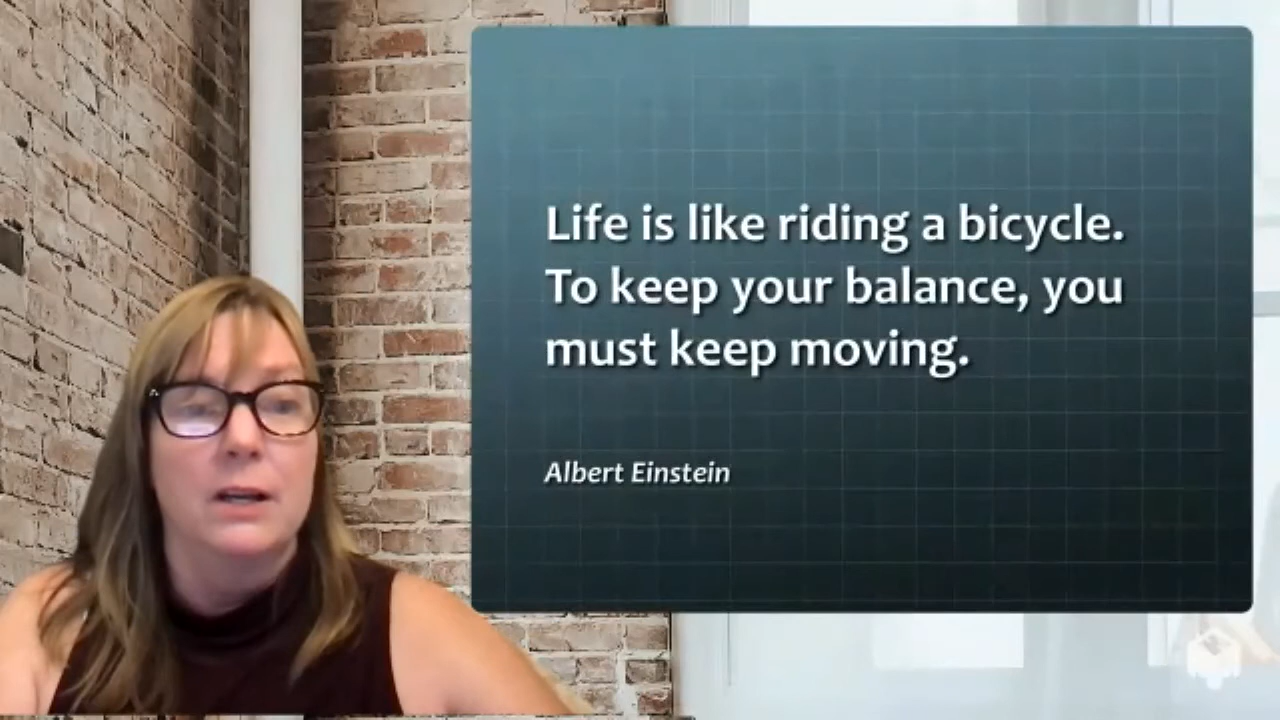 Life is like riding a bicycle.
To keep your balance, you
must keep moving.
Albert Einstein